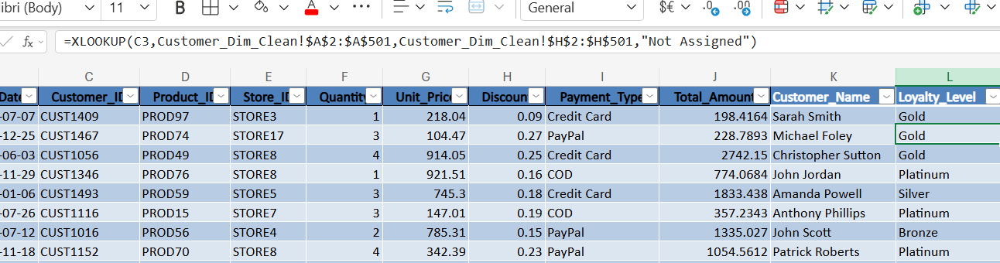 libri (Body) 11 B A General $€ .0 .00
fx =XLOOKUP(C3,Customer_Dim_Clean!$A$2:$A$501,Customer_Dim_Clean!$H$2:$H$501,"Not Assigned")
C D E F G H I J K L
Date Customer_ID Product_ID Store_ID Quantity Unit_Price Discoun Payment_Type Total_Amount Customer_Name Loyalty_Level
-07-07 CUST1409 PROD97 STORE3 1 218.04 0.09 Credit Card 198.4164 Sarah Smith Gold
-12-25 CUST1467 PROD74 STORE17 3 104.47 0.27 PayPal 228.7893 Michael Foley Gold
-06-03 CUST1056 PROD49 STORE8 4 914.05 0.25 Credit Card 2742.15 Christopher Sutton Gold
-11-29 CUST1346 PROD76 STORE8 1 921.51 0.16 COD 774.0684 John Jordan Platinum
-01-06 CUST1493 PROD59 STORE5 3 745.3 0.18 Credit Card 1833.438 Amanda Powell Silver
-07-26 CUST1116 PROD15 STORE7 3 147.01 0.19 COD 357.2343 Anthony Phillips Platinum
-07-12 CUST1016 PROD56 STORE4 2 785.31 0.15 PayPal 1335.027 John Scott Bronze
-11-18 CUST1152 PROD70 STORE8 4 342.39 0.23 PayPal 1054.5612 Patrick Roberts Platinum